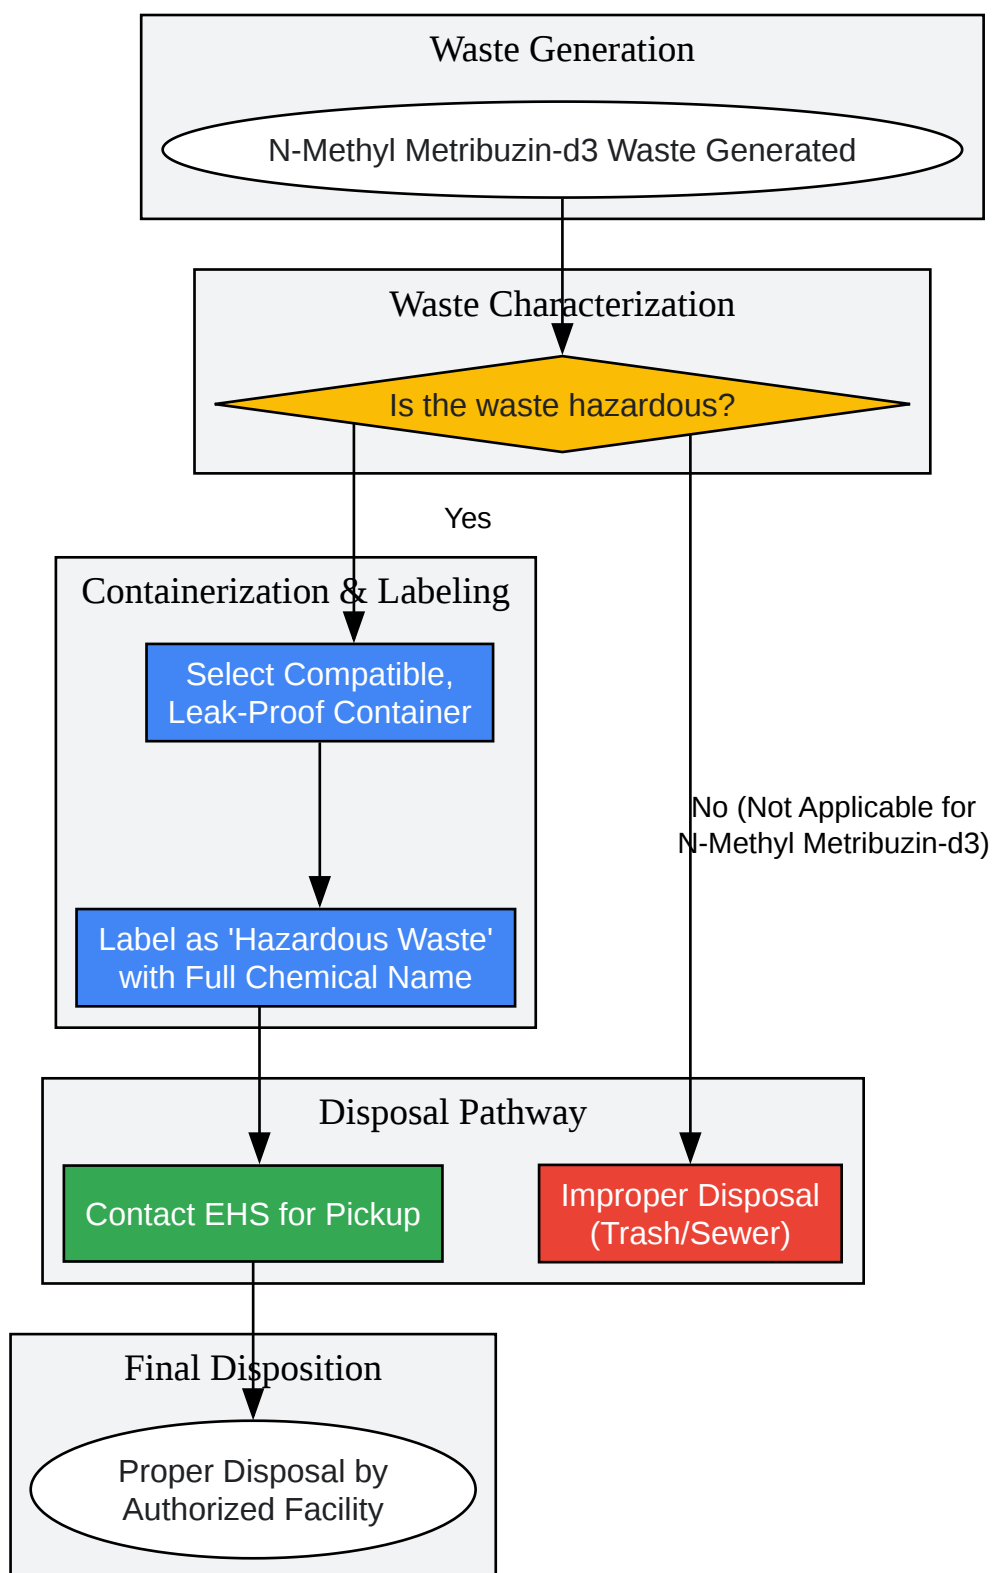 Waste Generation
N-Methyl Metribuzin-d3 Waste Generated
Waste Characterization
Is the waste hazardous?
Yes
Containerization & Labeling
Select Compatible,
Leak-Proof Container
No (Not Applicable for
N-Methyl Metribuzin-d3)
Label as 'Hazardous Waste'
with Full Chemical Name
Disposal Pathway
Contact EHS for Pickup
Improper Disposal
(Trash/Sewer)
Final Disposition
Proper Disposal by
Authorized Facility